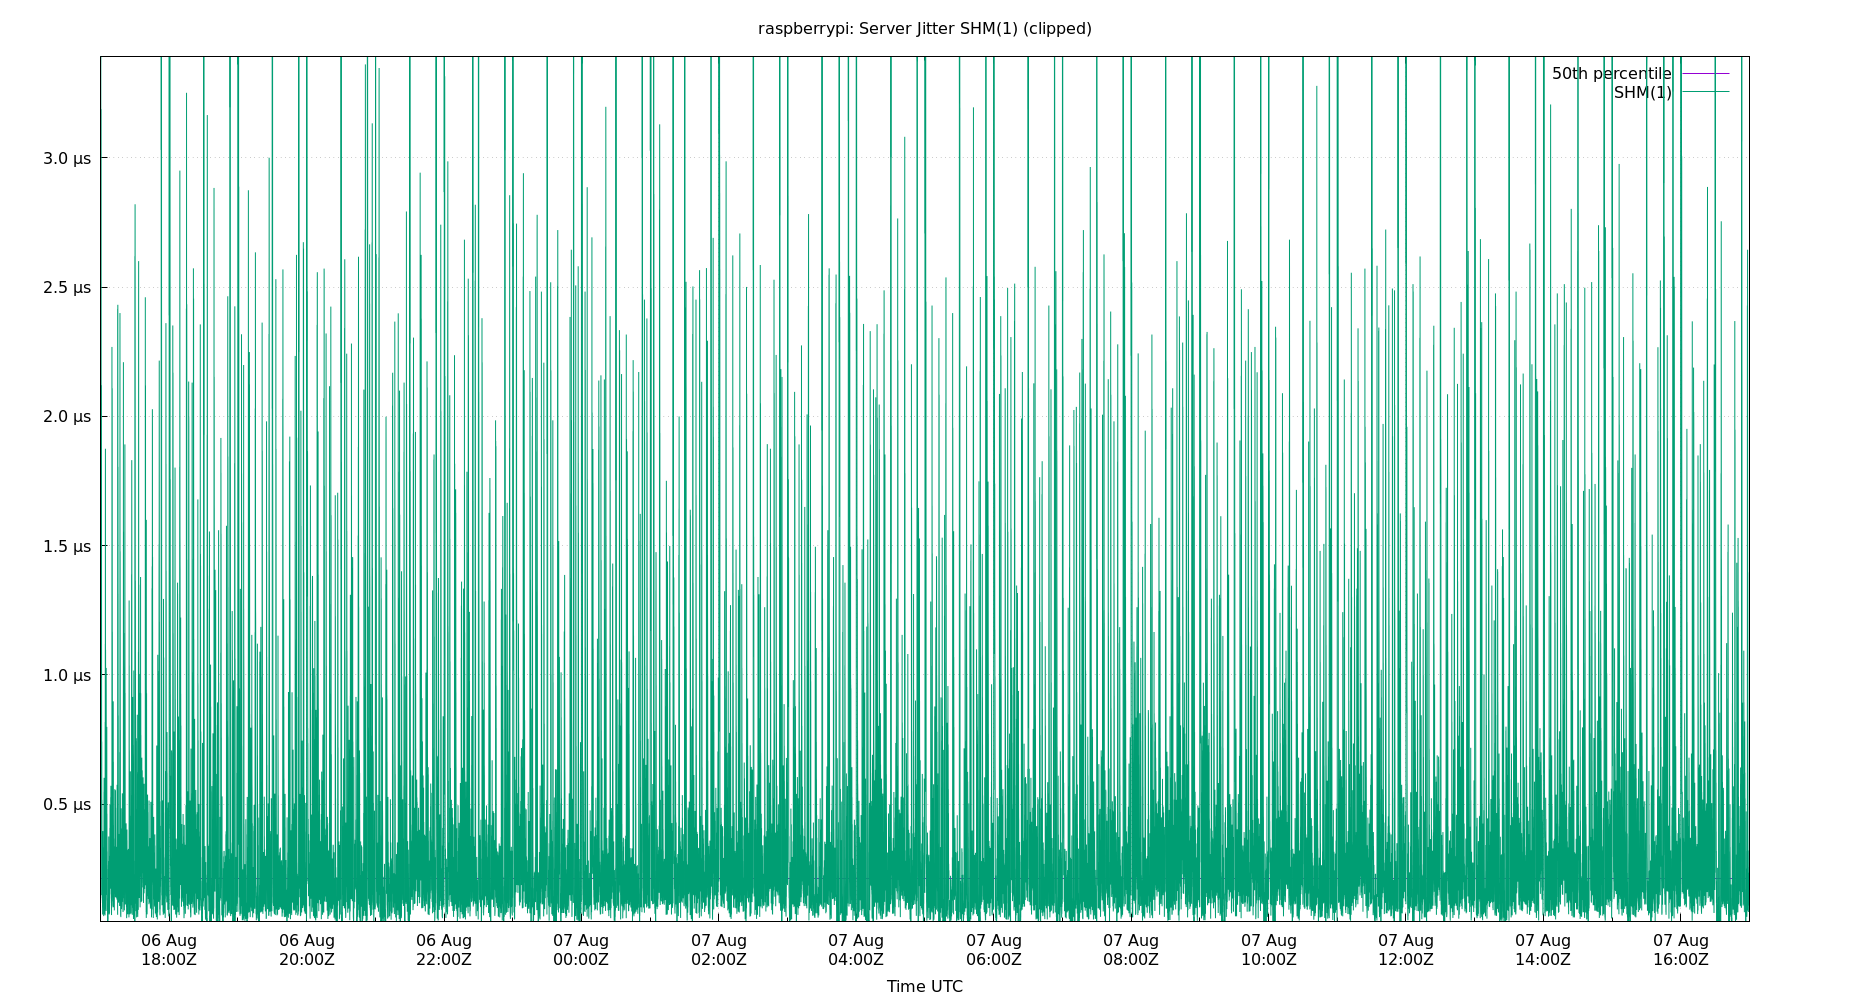 raspberrypi: Server Jitter SHM(1) (clipped)
50th percentile
SHM(1)
3.0 µs
2.5 µs
2.0 µs
1.5 µs
1.0 µs
0.5 µs
06 Aug 06 Aug 06 Aug 07 Aug 07 Aug 07 Aug 07 Aug 07 Aug 07 Aug 07 Aug 07 Aug 07 Aug
18:00Z 20:00Z 22:00Z 00:00Z 02:00Z 04:00Z 06:00Z 08:00Z 10:00Z 12:00Z 14:00Z 16:00Z
Time UTC